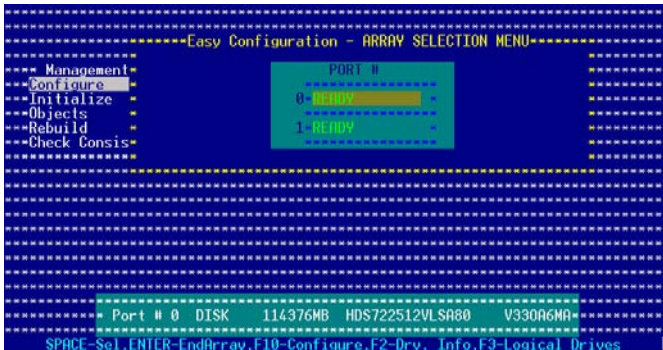 Easy Configuration - ARRAY SELECTION MENU
Management
PORT #
Configure
0 READY
Initialize
Objects
1 READY
Rebuild
Check Consis
Port # 0 DISK 114376MB HDS722512VLSA80 V33OA6MA
SPACE-Sel,ENTER-EndArray,F10-Configure,F2-Drv. Info,F3-Logical Drives